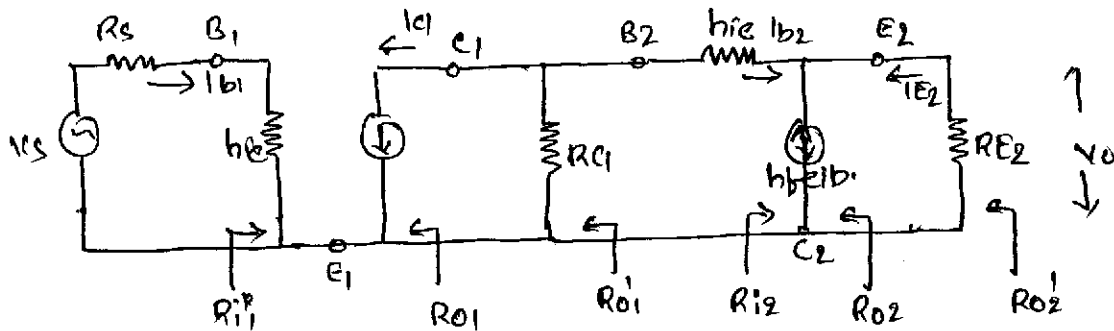 Rs B1 Ic1 C1 B2 hie Ib2 E2
Ib1 IE2
Vs hie RC1 hfeIb1 RE2 Vo
E1 C2
Ri1 Ro1 Ro1' Ri2 Ro2 Ro2'